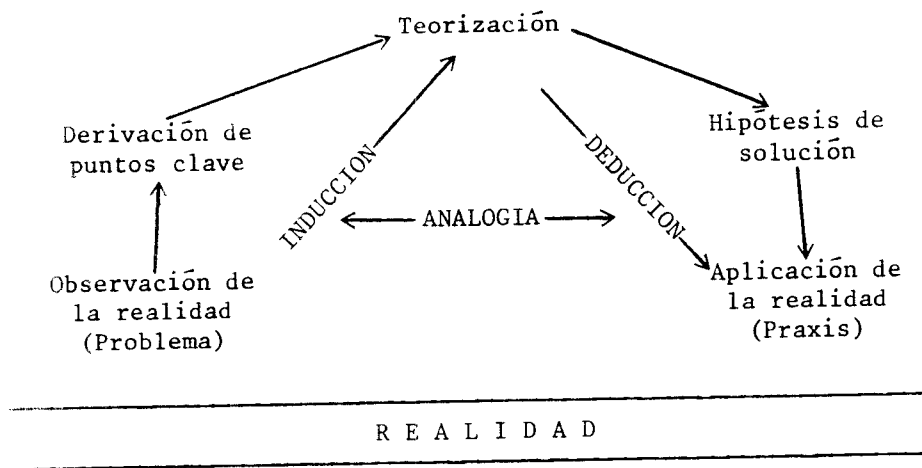 Teorización
Derivación de
puntos clave
Hipótesis de
solución
INDUCCION
DEDUCCION
ANALOGIA
Observación de
la realidad
(Problema)
Aplicación de
la realidad
(Praxis)
REALIDAD